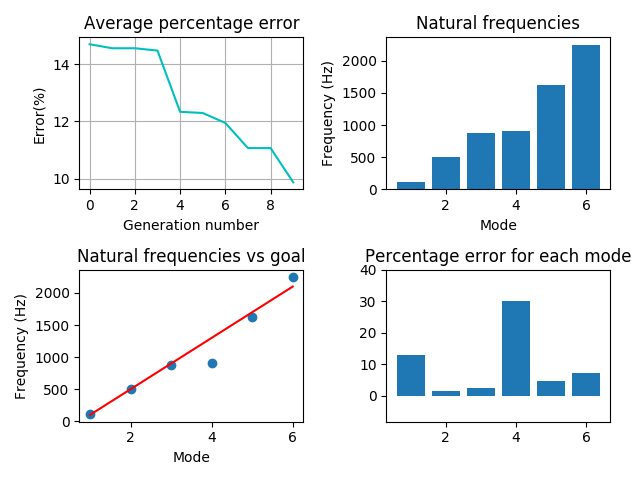 Average percentage error
Error(%)
14
12
10
0 2 4 6 8
Generation number
Natural frequencies
Frequency (Hz)
2000
1500
1000
500
0
2 4 6
Mode
Natural frequencies vs goal
Frequency (Hz)
2000
1500
1000
500
0
2 4 6
Mode
Percentage error for each mode
40
30
20
10
0
2 4 6